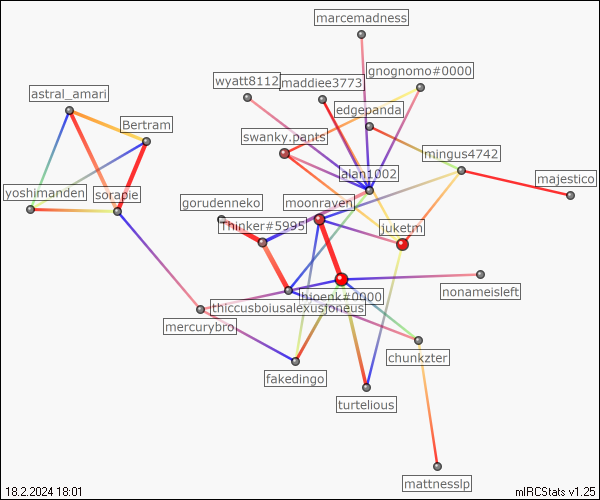 marcemadness
gnognomo#0000
wyatt8112
maddiee3773
astral_amari
edgepanda
Bertram
swanky.pants
mingus4742
alan1002
majestico
yoshimanden
sorapie
gorudenneko
moonraven
Thinker#5995
juketm
nonameisleft
hioenk#0000
thiccusboiusalexusjoneus
mercurybro
chunkzter
fakedingo
turtelious
mattnesslp
18.2.2024 18:01
mIRCStats v1.25